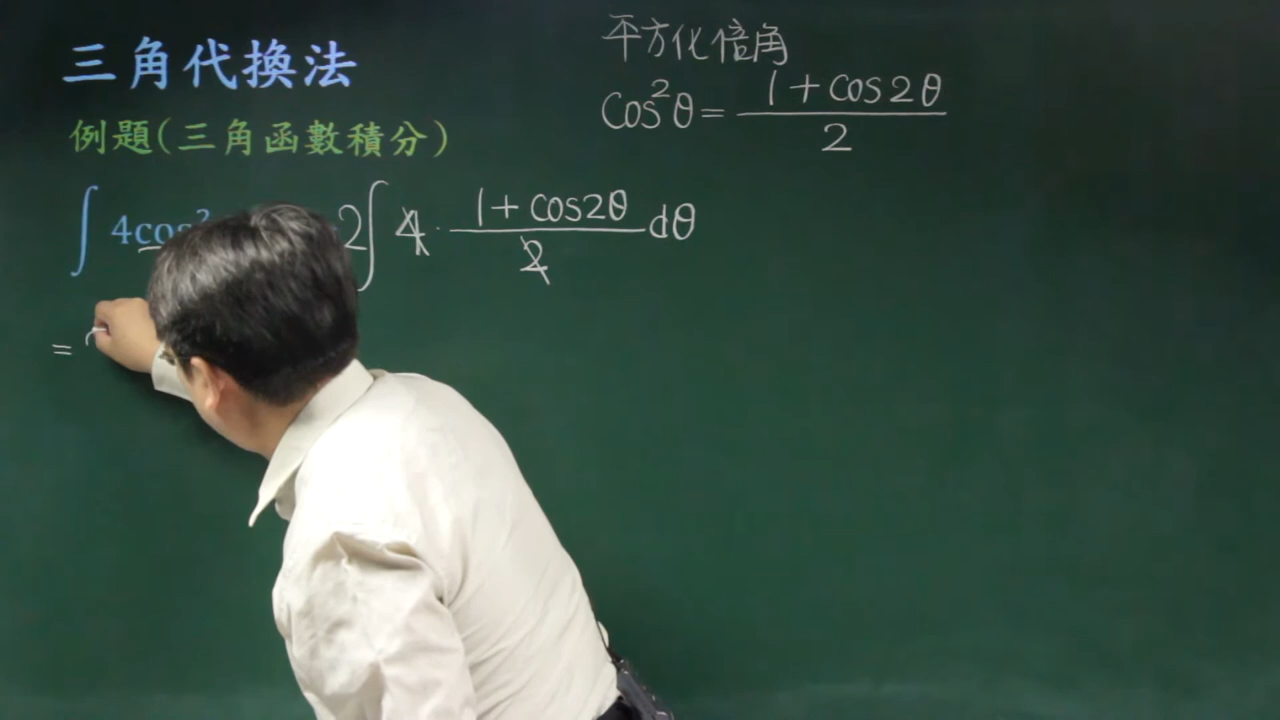 三角代換法
平方化倍角
cos²θ = (1 + cos2θ)/2
例題(三角函數積分)
∫ 4cos² 2∫ 4 · (1 + cos2θ)/2 dθ
=